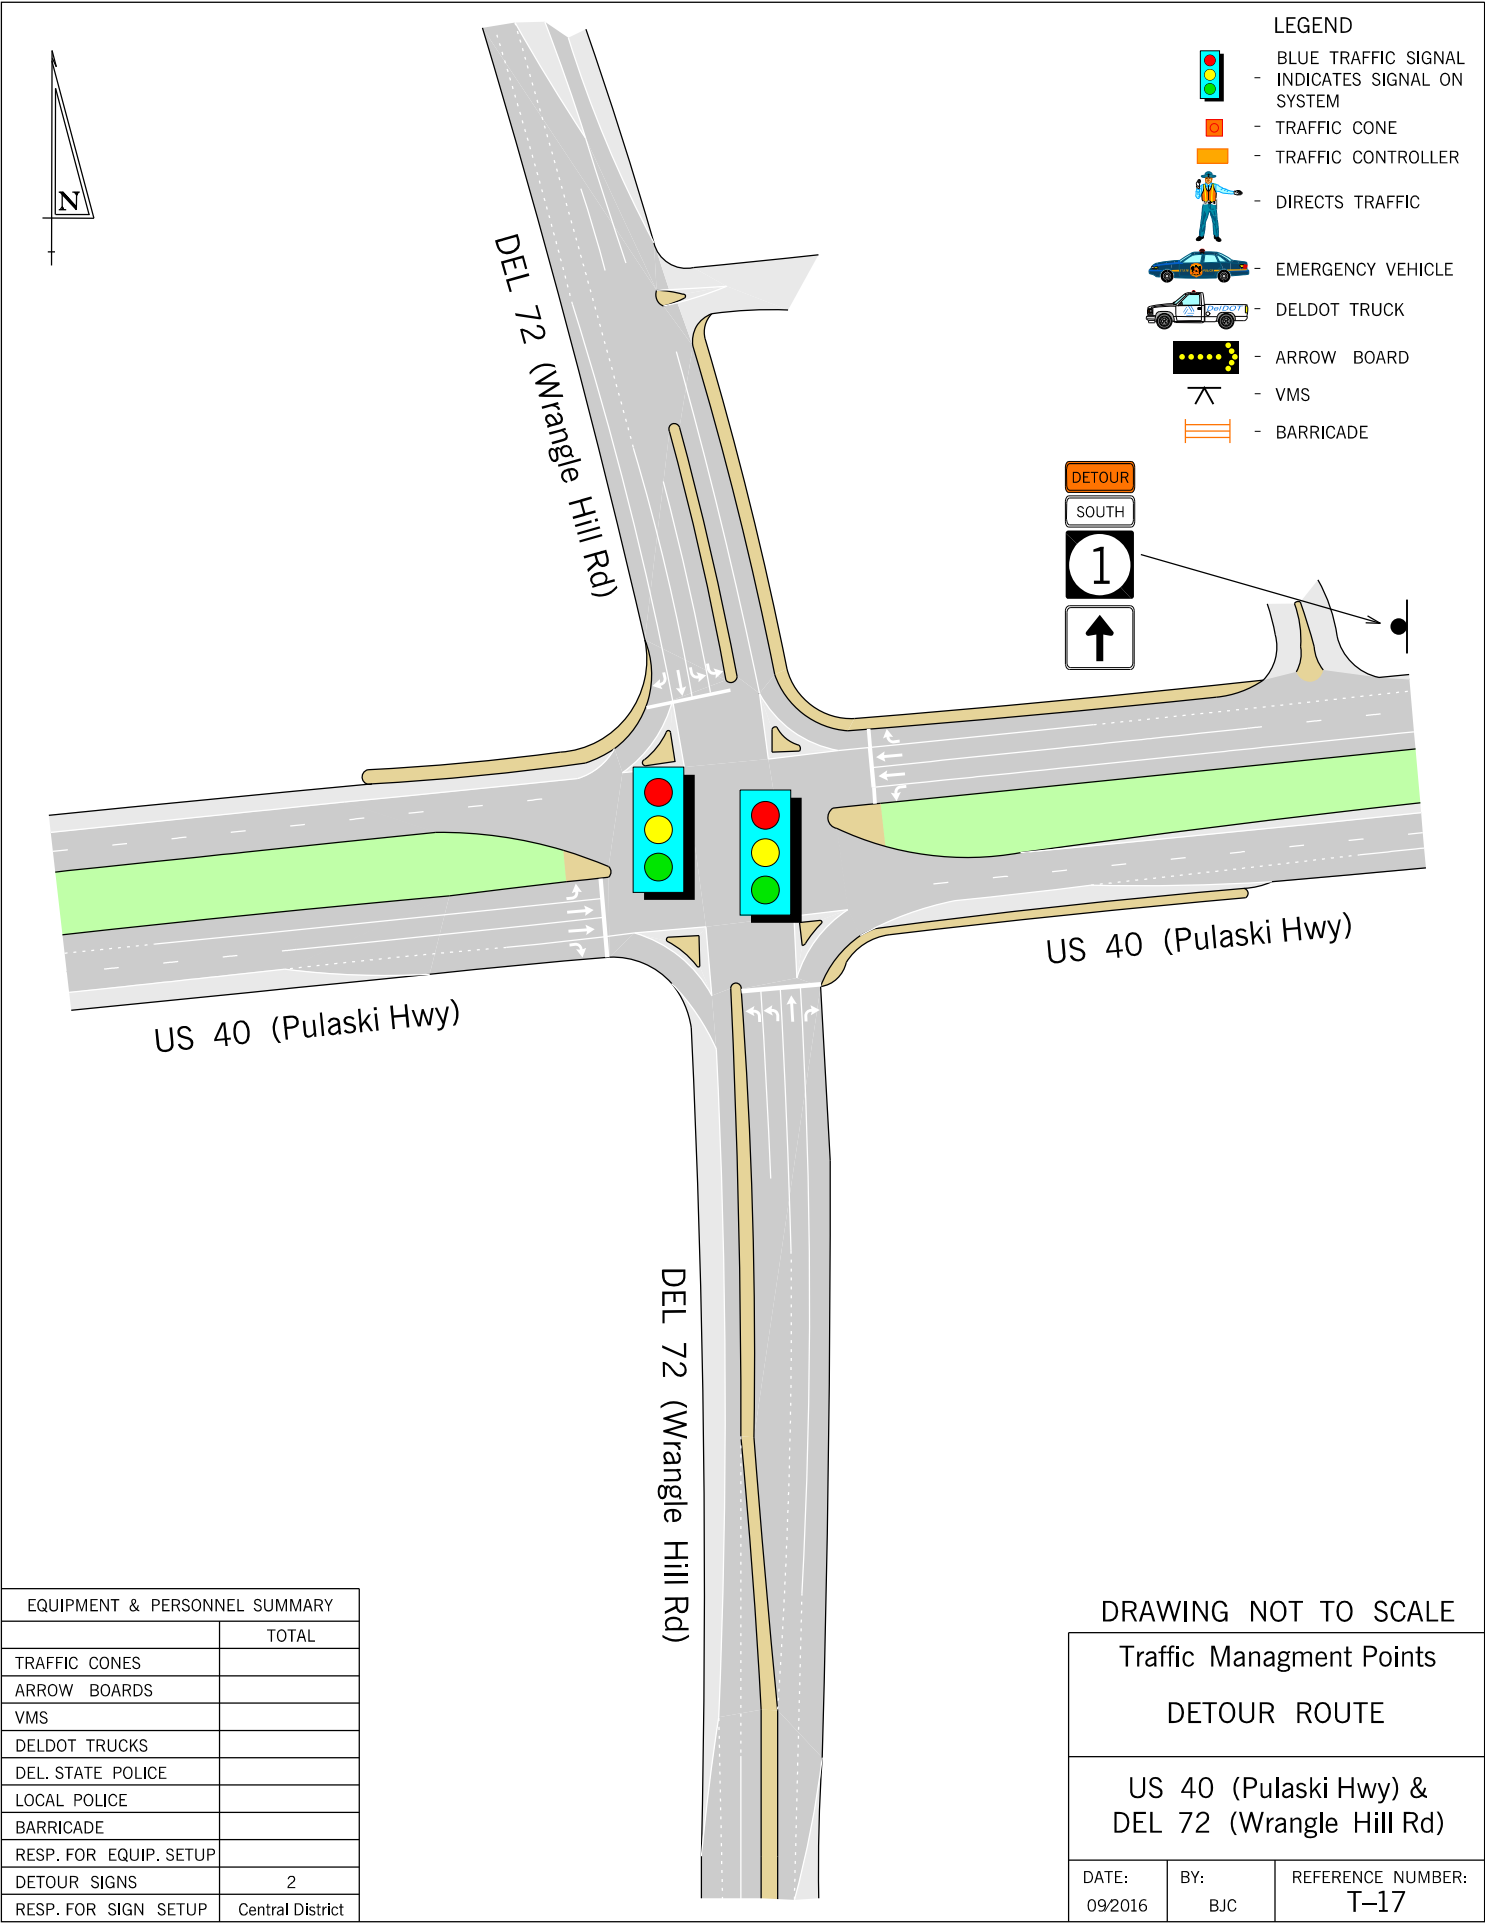 LEGEND
BLUE TRAFFIC SIGNAL
- INDICATES SIGNAL ON
SYSTEM
- TRAFFIC CONE
- TRAFFIC CONTROLLER
- DIRECTS TRAFFIC
- EMERGENCY VEHICLE
DelDOT
- DELDOT TRUCK
- ARROW BOARD
- VMS
- BARRICADE
N
DEL 72 (Wrangle Hill Rd)
DETOUR
SOUTH
1
US 40 (Pulaski Hwy)
US 40 (Pulaski Hwy)
DEL 72 (Wrangle Hill Rd)
EQUIPMENT & PERSONNEL SUMMARY
TOTAL
TRAFFIC CONES
ARROW BOARDS
VMS
DELDOT TRUCKS
DEL. STATE POLICE
LOCAL POLICE
BARRICADE
RESP. FOR EQUIP. SETUP
DETOUR SIGNS 2
RESP. FOR SIGN SETUP Central District
DRAWING NOT TO SCALE
Traffic Managment Points
DETOUR ROUTE
US 40 (Pulaski Hwy) &
DEL 72 (Wrangle Hill Rd)
DATE: BY: REFERENCE NUMBER:
09/2016 BJC T-17